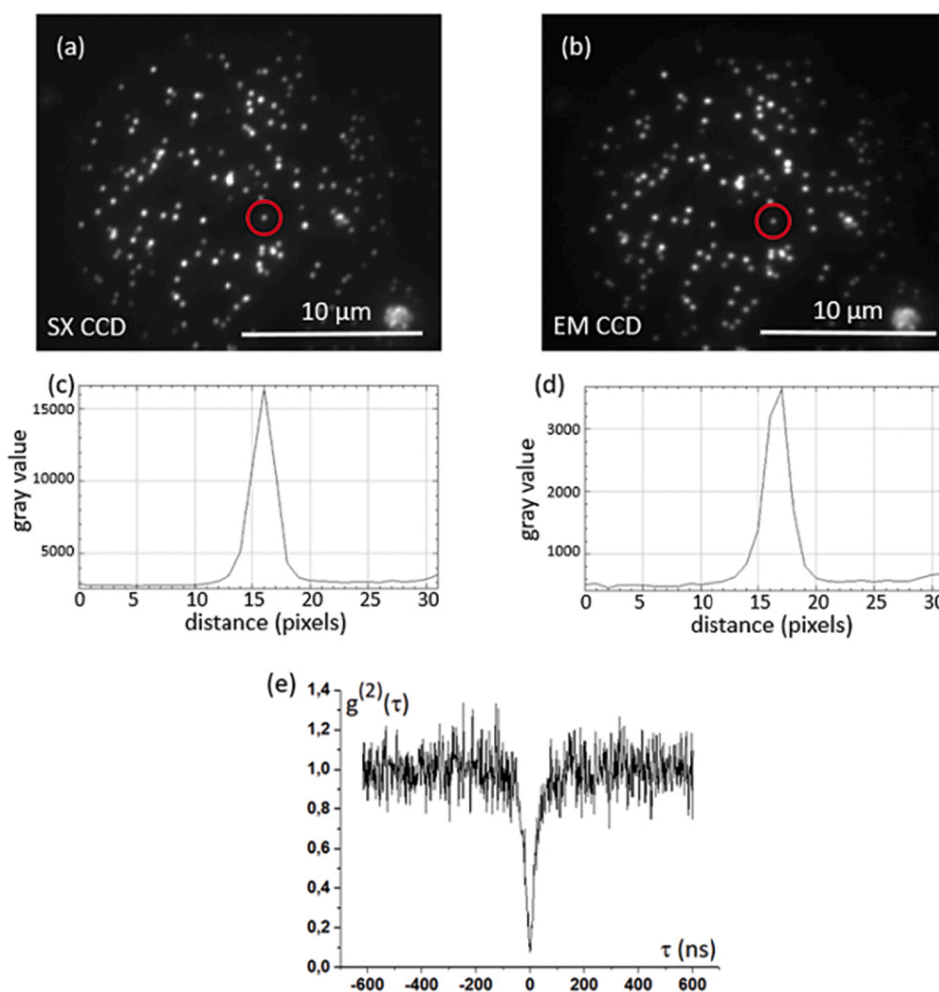 (a)
SX CCD
10 μm
(b)
EM CCD
10 μm
(c)
gray value
15000
10000
5000
0 5 10 15 20 25 30
distance (pixels)
(d)
gray value
3000
2000
1000
0 5 10 15 20 25 30
distance (pixels)
(e)
g(2)(τ)
1,4
1,2
1,0
0,8
0,6
0,4
0,2
0,0
-600 -400 -200 0 200 400 600
τ (ns)